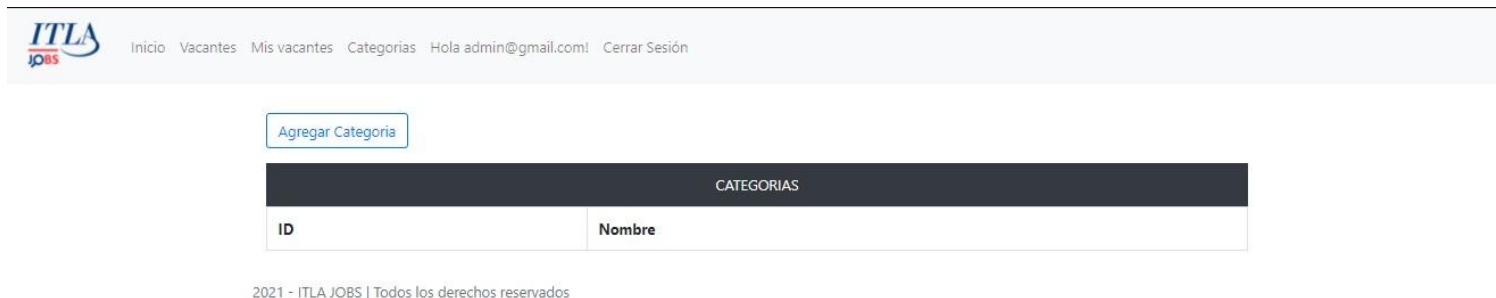 ITLA
JOBS
Inicio Vacantes Mis vacantes Categorias Hola admin@gmail.com! Cerrar Sesión
Agregar Categoria
CATEGORIAS
ID Nombre
2021 - ITLA JOBS | Todos los derechos reservados